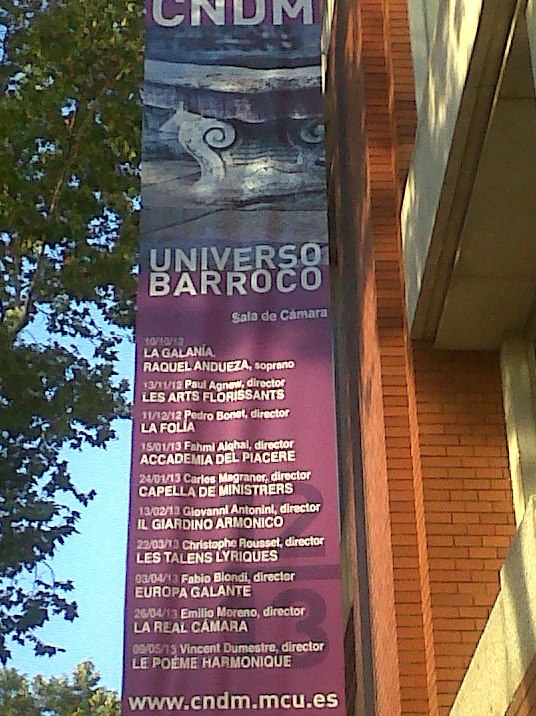 CNDM
UNIVERSO
BARROCO
Sala de Cámara
10/10/12
LA GALANÍA
RAQUEL ANDUEZA, soprano
13/11/12 Paul Agnew, director
LES ARTS FLORISSANTS
11/12/12 Pedro Bonet, director
LA FOLÍA
15/01/13 Fahmi Alqhai, director
ACCADEMIA DEL PIACERE
24/01/13 Carles Magraner, director
CAPELLA DE MINISTRERS
13/02/13 Giovanni Antonini, director
IL GIARDINO ARMONICO
22/03/13 Christophe Rousset, director
LES TALENS LYRIQUES
03/04/13 Fabio Biondi, director
EUROPA GALANTE
26/04/13 Emilio Moreno, director
LA REAL CÁMARA
09/05/13 Vincent Dumestre, director
LE POÈME HARMONIQUE
2
3
www.cndm.mcu.es